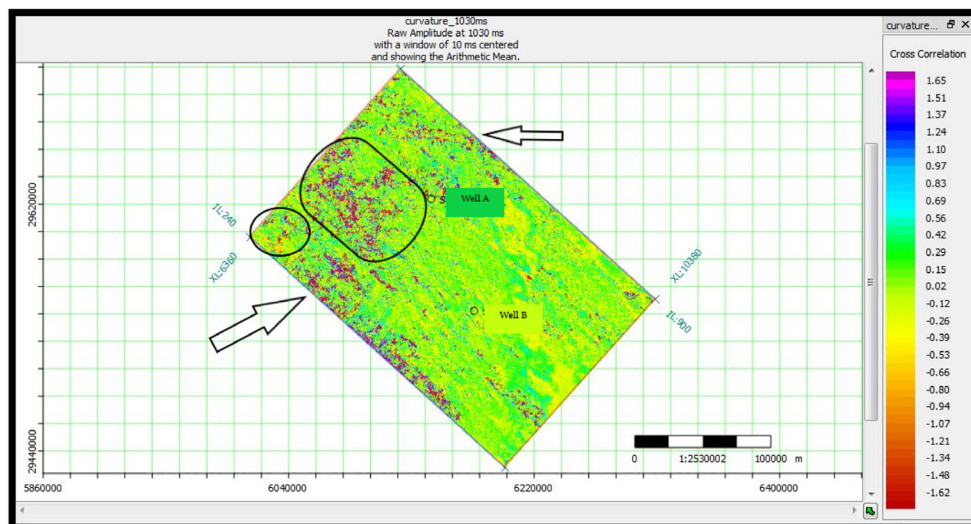 curvature_1030ms
Raw Amplitude at 1030 ms
with a window of 10 ms centered
and showing the Arithmetic Mean.
curvature...
Cross Correlation
1.65
1.51
1.37
1.24
1.10
0.97
0.83
0.69
0.56
0.42
0.29
0.15
0.02
-0.12
-0.26
-0.39
-0.53
-0.66
-0.80
-0.94
-1.07
-1.21
-1.34
-1.48
-1.62
29620000
29440000
IL:240
XL:6360
S
Well A
Well B
XL:10380
IL:900
0
1:2530002
100000 m
5860000
6040000
6220000
6400000